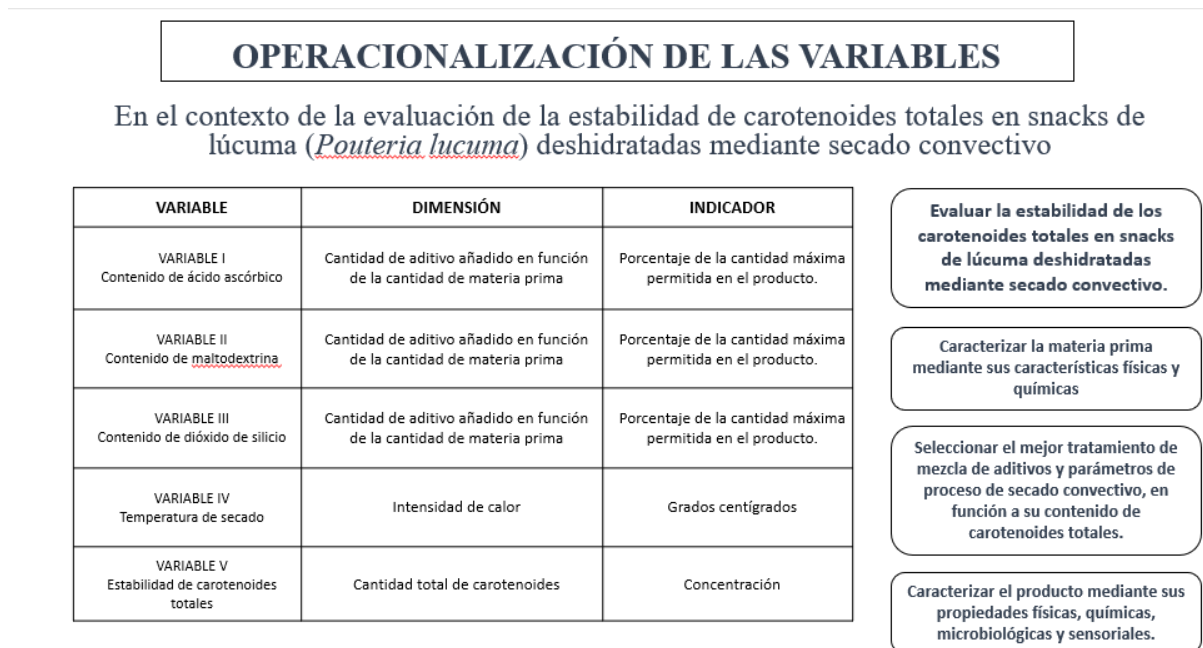 OPERACIONALIZACIÓN DE LAS VARIABLES
En el contexto de la evaluación de la estabilidad de carotenoides totales en snacks de
lúcuma (Pouteria lucuma) deshidratadas mediante secado convectivo
VARIABLE
DIMENSIÓN
INDICADOR
VARIABLE I
Contenido de ácido ascórbico
Cantidad de aditivo añadido en función
de la cantidad de materia prima
Porcentaje de la cantidad máxima
permitida en el producto.
VARIABLE II
Contenido de maltodextrina
Cantidad de aditivo añadido en función
de la cantidad de materia prima
Porcentaje de la cantidad máxima
permitida en el producto.
VARIABLE III
Contenido de dióxido de silicio
Cantidad de aditivo añadido en función
de la cantidad de materia prima
Porcentaje de la cantidad máxima
permitida en el producto.
VARIABLE IV
Temperatura de secado
Intensidad de calor
Grados centígrados
VARIABLE V
Estabilidad de carotenoides
totales
Cantidad total de carotenoides
Concentración
Evaluar la estabilidad de los
carotenoides totales en snacks
de lúcuma deshidratadas
mediante secado convectivo.
Caracterizar la materia prima
mediante sus características físicas y
químicas
Seleccionar el mejor tratamiento de
mezcla de aditivos y parámetros de
proceso de secado convectivo, en
función a su contenido de
carotenoides totales.
Caracterizar el producto mediante sus
propiedades físicas, químicas,
microbiológicas y sensoriales.